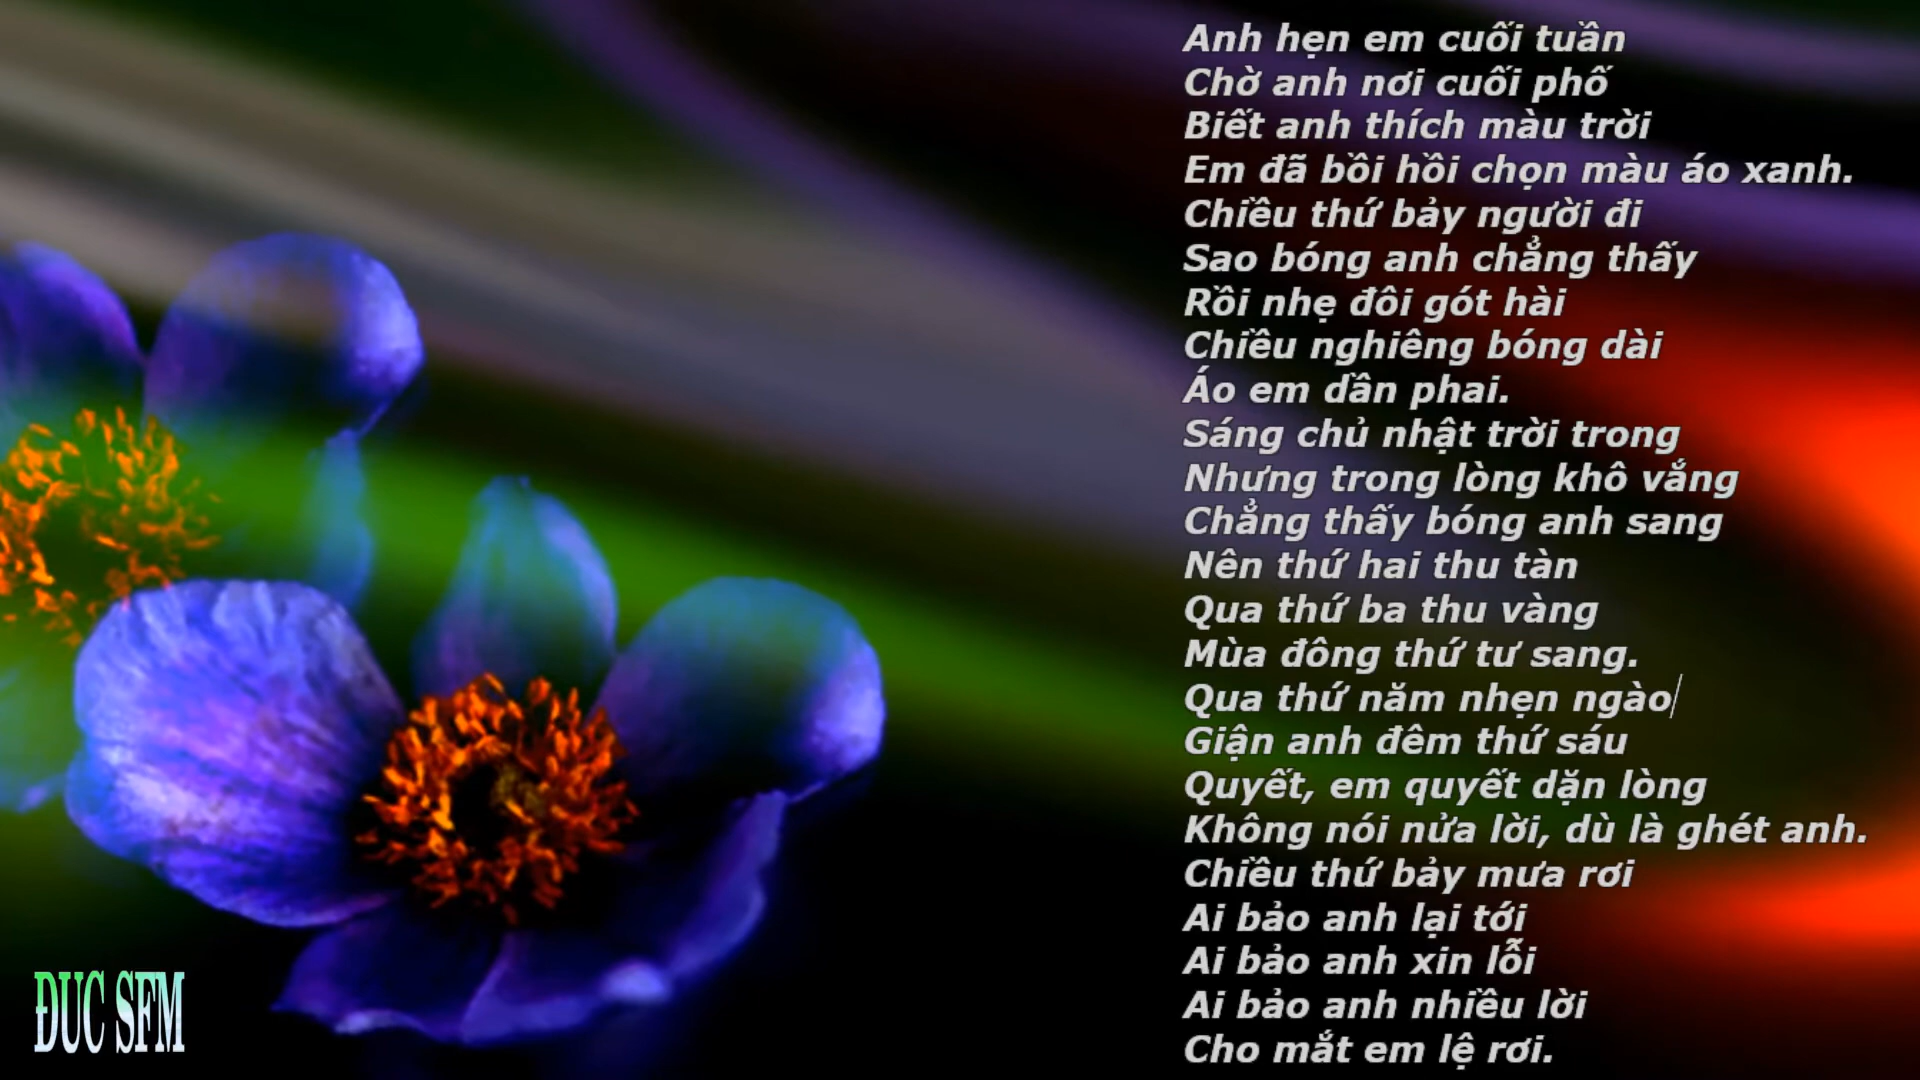 Anh hẹn em cuối tuần
Chờ anh nơi cuối phố
Biết anh thích màu trời
Em đã bồi hồi chọn màu áo xanh.
Chiều thứ bảy người đi
Sao bóng anh chẳng thấy
Rồi nhẹ đôi gót hài
Chiều nghiêng bóng dài
Áo em dần phai.
Sáng chủ nhật trời trong
Nhưng trong lòng khô vắng
Chẳng thấy bóng anh sang
Nên thứ hai thu tàn
Qua thứ ba thu vàng
Mùa đông thứ tư sang.
Qua thứ năm nhẹn ngào
Giận anh đêm thứ sáu
Quyết, em quyết dặn lòng
Không nói nửa lời, dù là ghét anh.
Chiều thứ bảy mưa rơi
Ai bảo anh lại tới
Ai bảo anh xin lỗi
Ai bảo anh nhiều lời
Cho mắt em lệ rơi.
ĐUC SFM